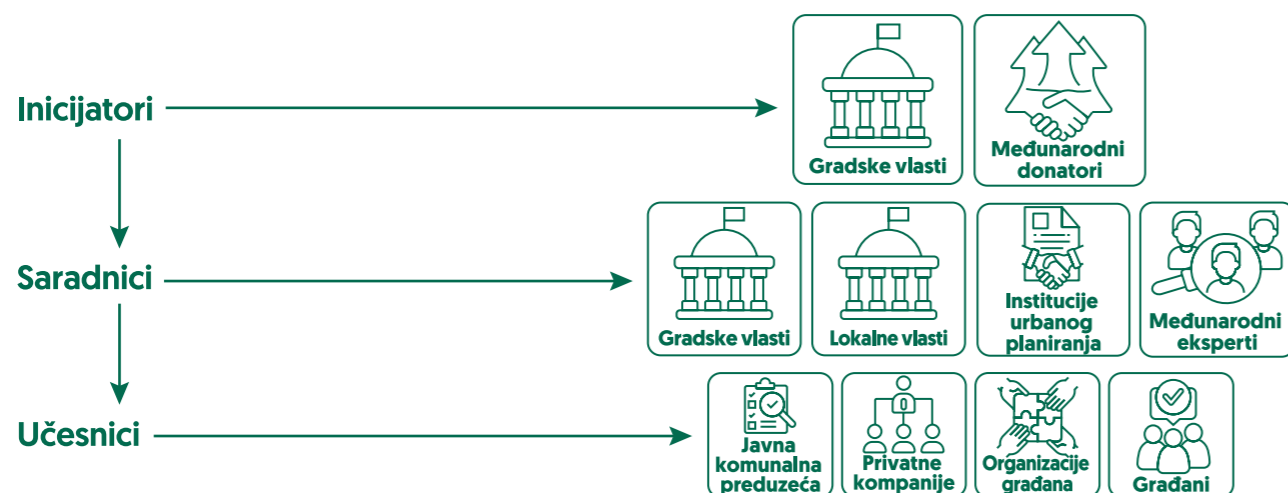 Inicijatori
Gradske vlasti
Međunarodni
donatori
Saradnici
Gradske vlasti
Lokalne vlasti
Institucije
urbanog
planiranja
Međunarodni
eksperti
Učesnici
Javna
komunalna
preduzeća
Privatne
kompanije
Organizacije
građana
Građani